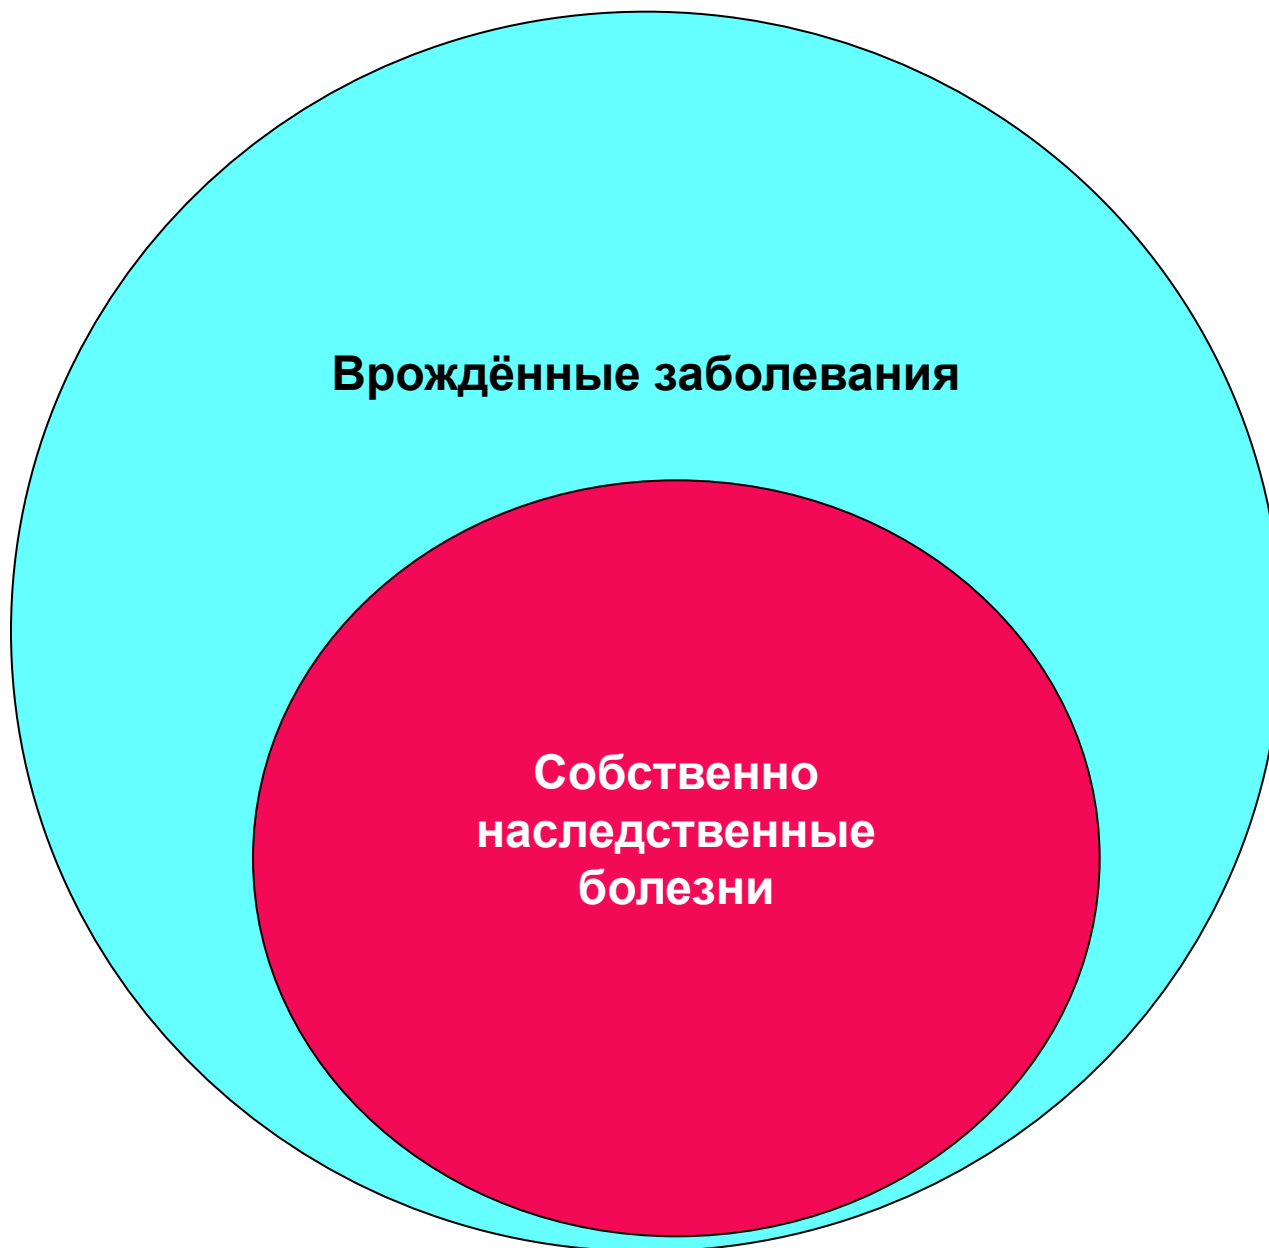 Врождённые заболевания
Собственно
наследственные
болезни